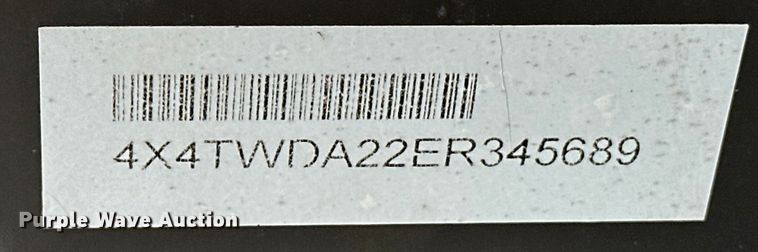 4X4TWDA22ER345689
Purple Wave Auction